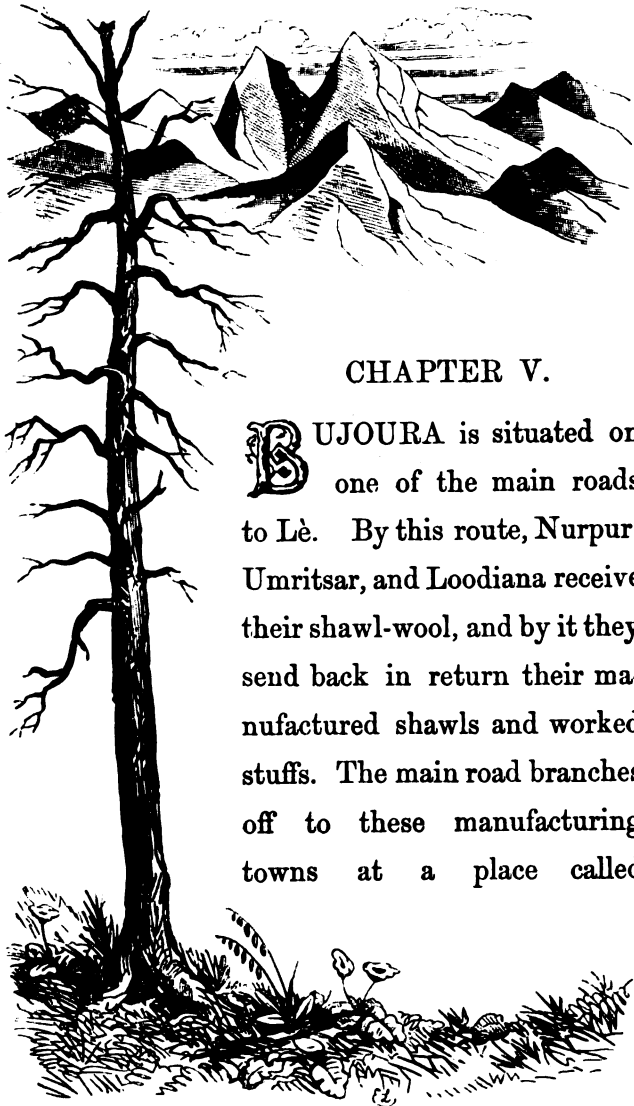 CHAPTER V.
BUJOURA is situated on
one of the main roads
to Lè. By this route, Nurpur
Umritsar, and Loodiana receive
their shawl-wool, and by it they
send back in return their ma-
nufactured shawls and worked
stuffs. The main road branches
off to these manufacturing
towns at a place called